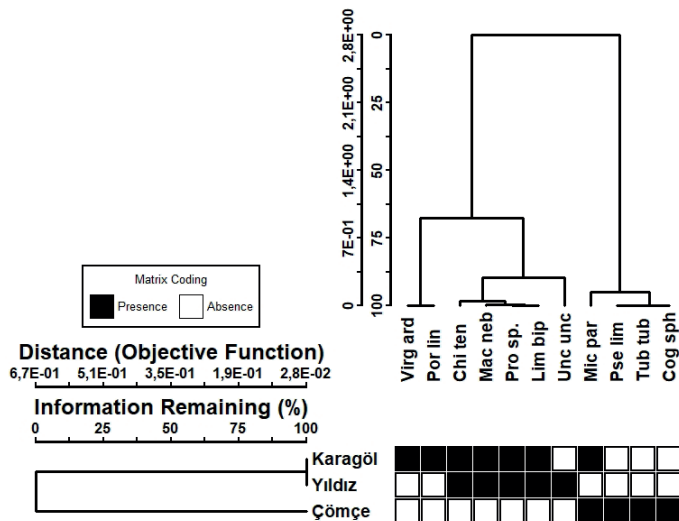 2,8E+00
2,1E+00
1,4E+00
7E-01
0
0
25
50
75
100
Virg ard
Por lin
Chi ten
Mac neb
Pro sp.
Lim bip
Unc unc
Mic par
Pse lim
Tub tub
Cog sph
Matrix Coding
Presence Absence
Distance (Objective Function)
6,7E-01 5,1E-01 3,5E-01 1,9E-01 2,8E-02
Information Remaining (%)
0 25 50 75 100
Karagöl
Yıldız
Çömçe